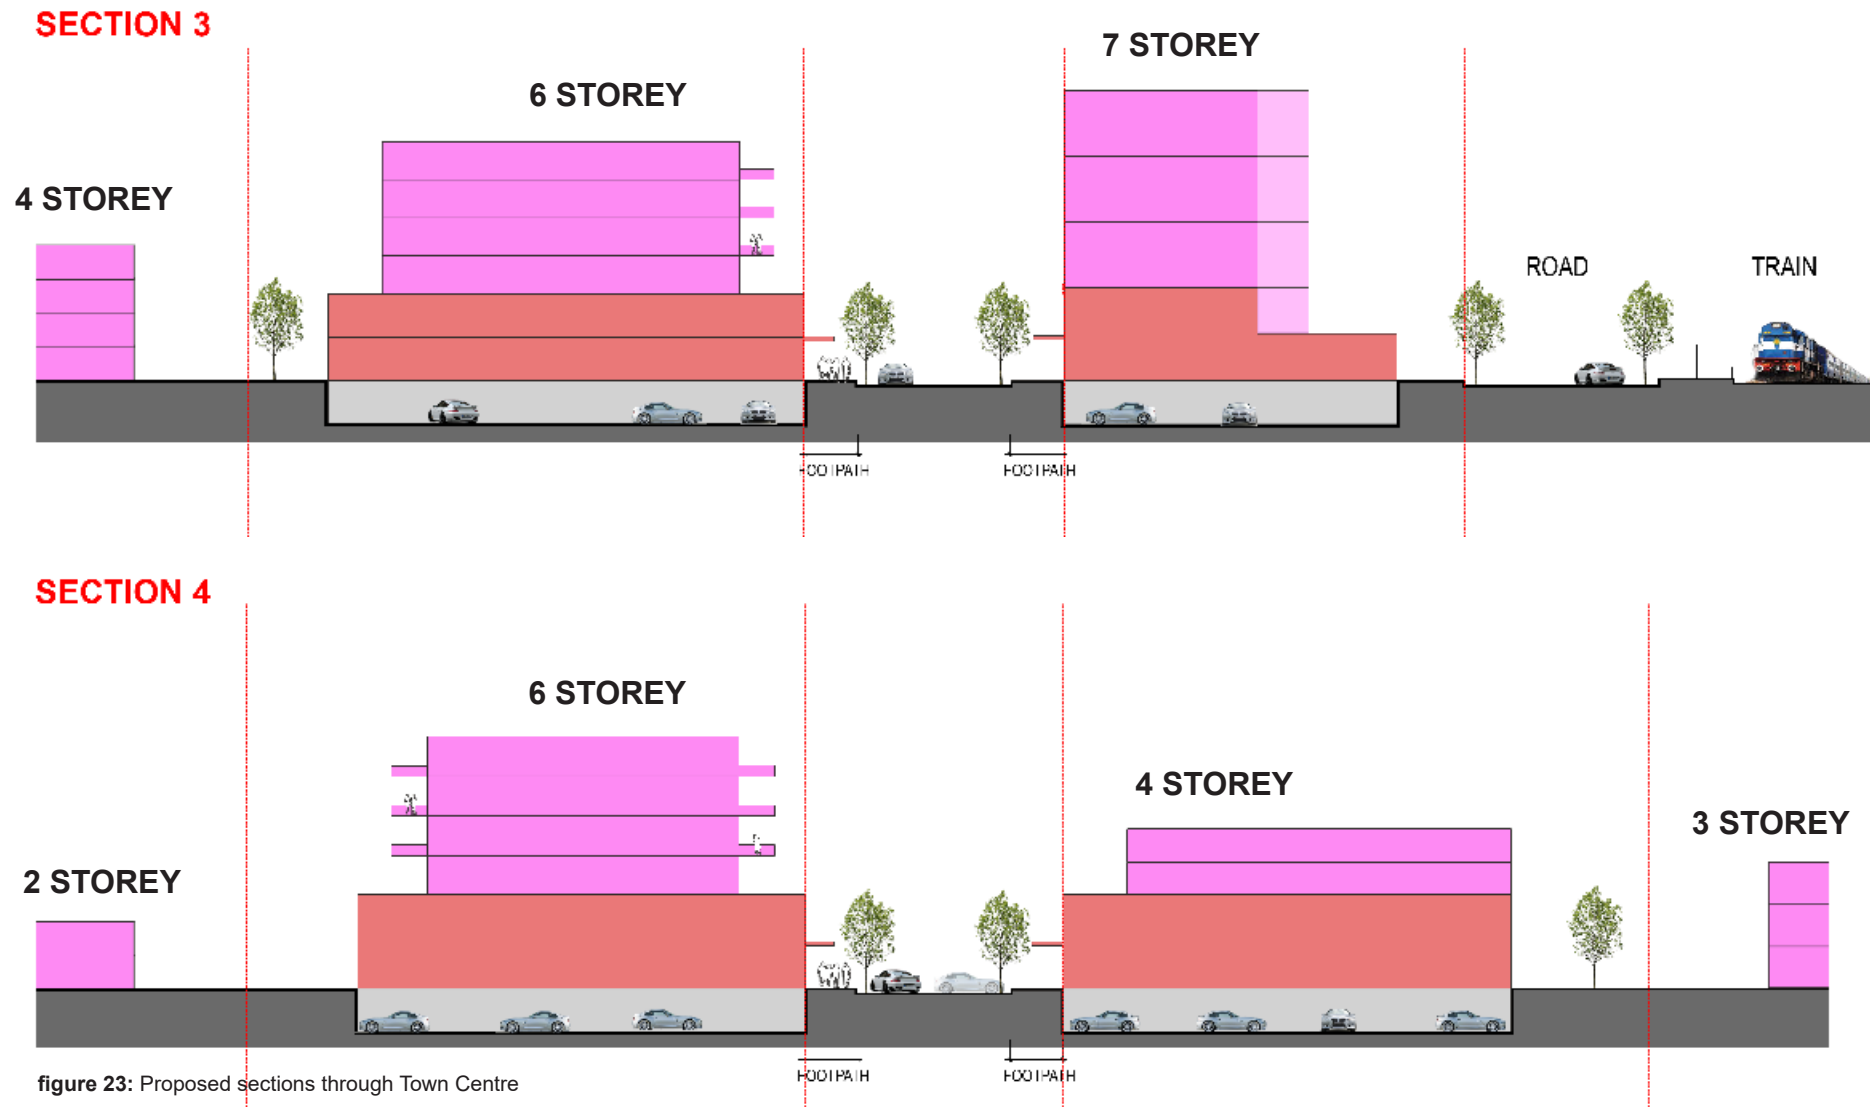 SECTION 3
7 STOREY
6 STOREY
4 STOREY
ROAD
TRAIN
FOOTPATH
FOOTPATH
SECTION 4
6 STOREY
4 STOREY
3 STOREY
2 STOREY
FOOTPATH
FOOTPATH
figure 23: Proposed sections through Town Centre